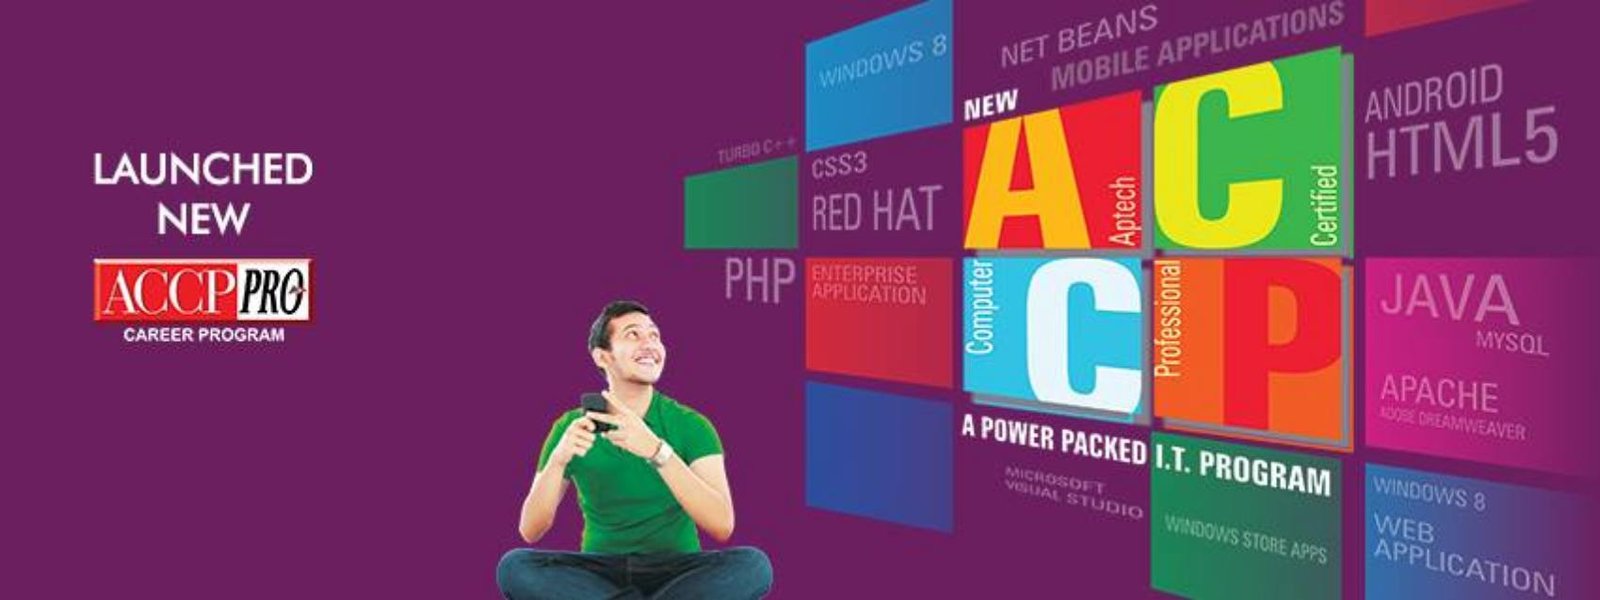 LAUNCHED
NEW
ACCP PRO
CAREER PROGRAM
TURBO C++
PHP
WINDOWS 8
CSS3
RED HAT
ENTERPRISE
APPLICATION
NET BEANS
MOBILE APPLICATIONS
NEW
A Aptech
C Certified
Computer C
Professional P
A POWER PACKED I.T. PROGRAM
MICROSOFT
VISUAL STUDIO
WINDOWS STORE APPS
ANDROID
HTML5
JAVA
MYSQL
APACHE
ADOBE DREAMWEAVER
WINDOWS 8
WEB
APPLICATION